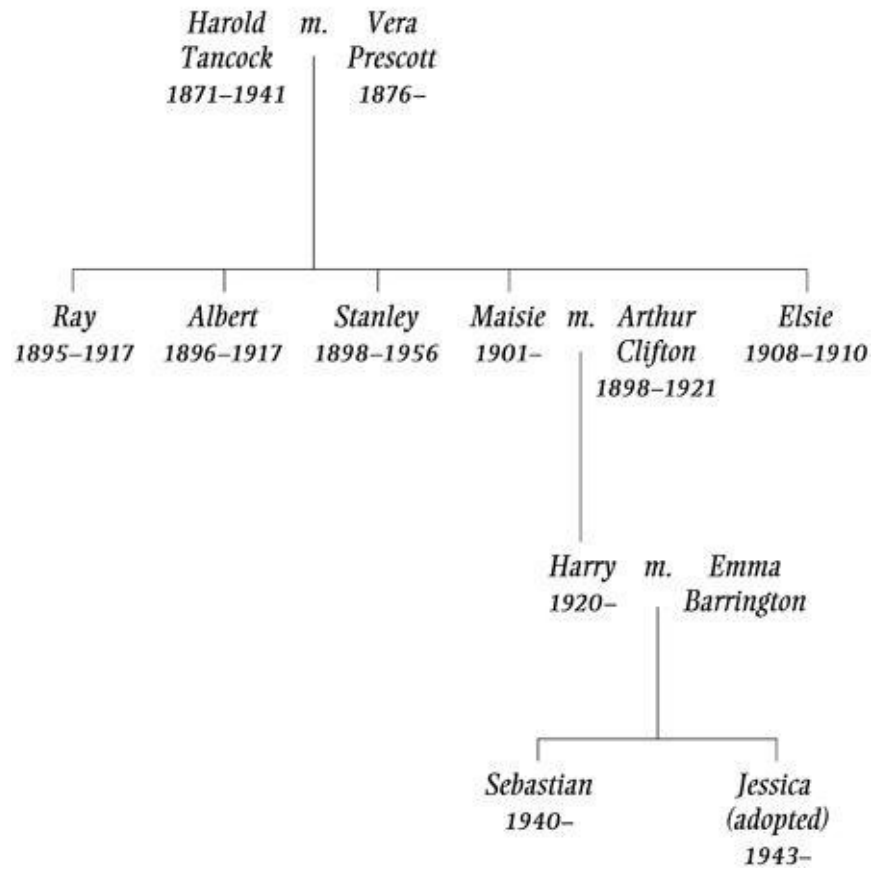 Harold m. Vera
Tancock Prescott
1871–1941 1876–
Ray Albert Stanley Maisie m. Arthur Elsie
1895–1917 1896–1917 1898–1956 1901– Clifton 1908–1910
1898–1921
Harry m. Emma
1920– Barrington
Sebastian Jessica
1940– (adopted)
1943–